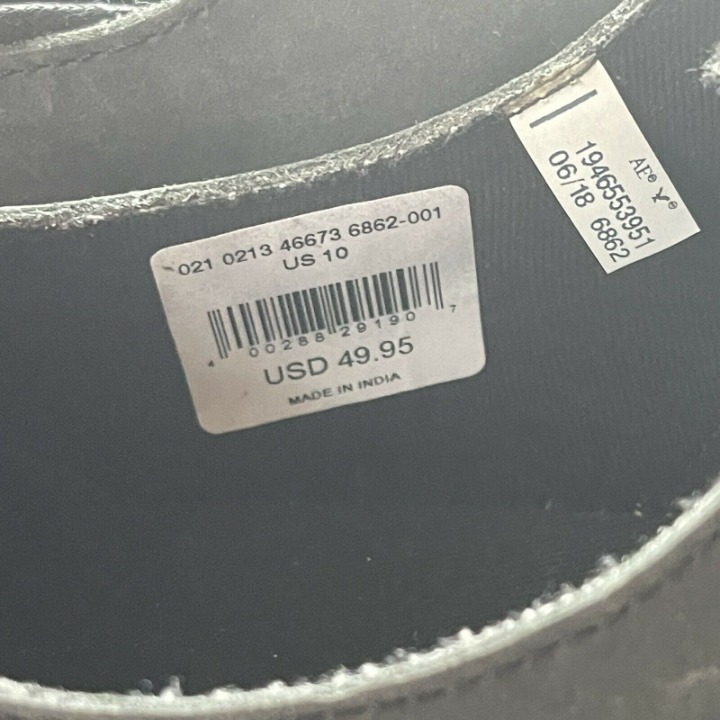 021 0213 46673 6862-001
US 10
4 00288 29190 7
USD 49.95
MADE IN INDIA
AE®
1946553951
06/18 6862